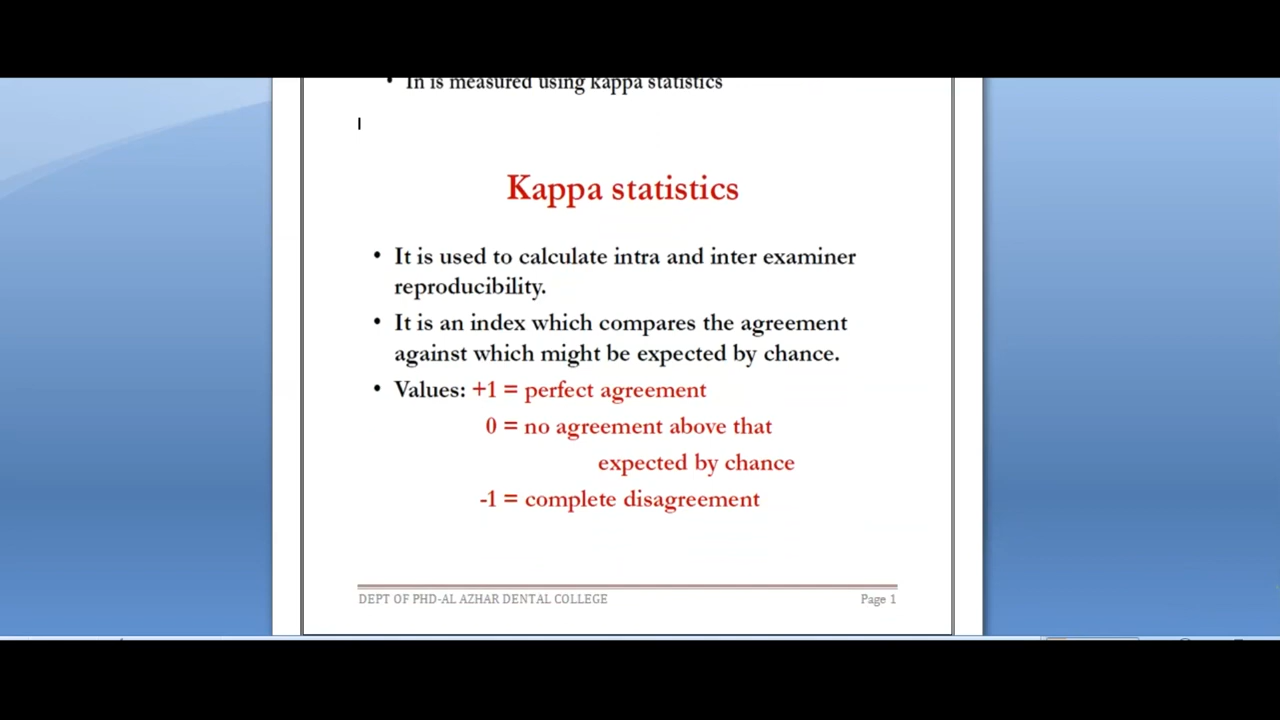 • In is measured using kappa statistics
Kappa statistics
• It is used to calculate intra and inter examiner
reproducibility.
• It is an index which compares the agreement
against which might be expected by chance.
• Values: +1 = perfect agreement
0 = no agreement above that
expected by chance
-1 = complete disagreement
DEPT OF PHD-AL AZHAR DENTAL COLLEGE Page 1